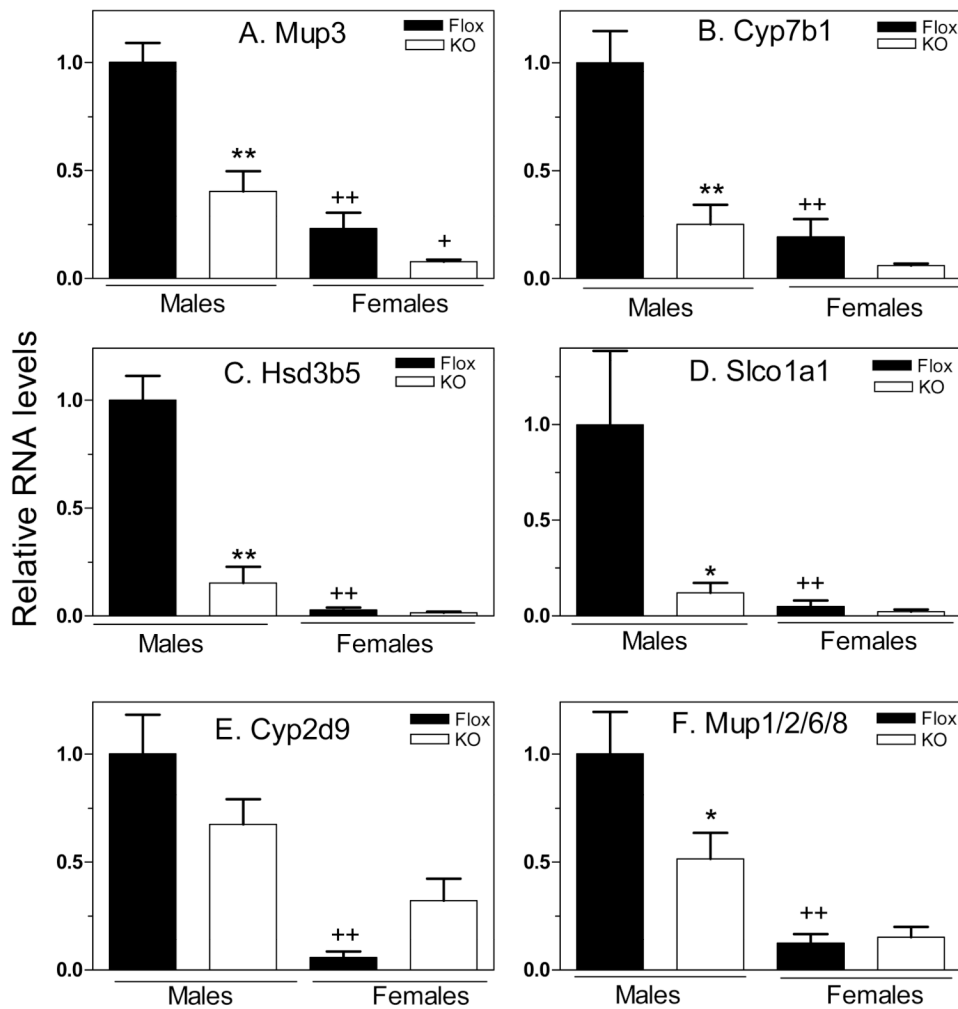 Relative RNA levels
A. Mup3
Flox
KO
1.0
0.5
0.0
**
++
+
Males
Females
B. Cyp7b1
Flox
KO
1.0
0.5
0.0
**
++
Males
Females
C. Hsd3b5
Flox
KO
1.0
0.5
0.0
**
++
Males
Females
D. Slco1a1
Flox
KO
1.0
0.5
0.0
*
++
Males
Females
E. Cyp2d9
Flox
KO
1.0
0.5
0.0
++
Males
Females
F. Mup1/2/6/8
Flox
KO
1.0
0.5
0.0
*
++
Males
Females